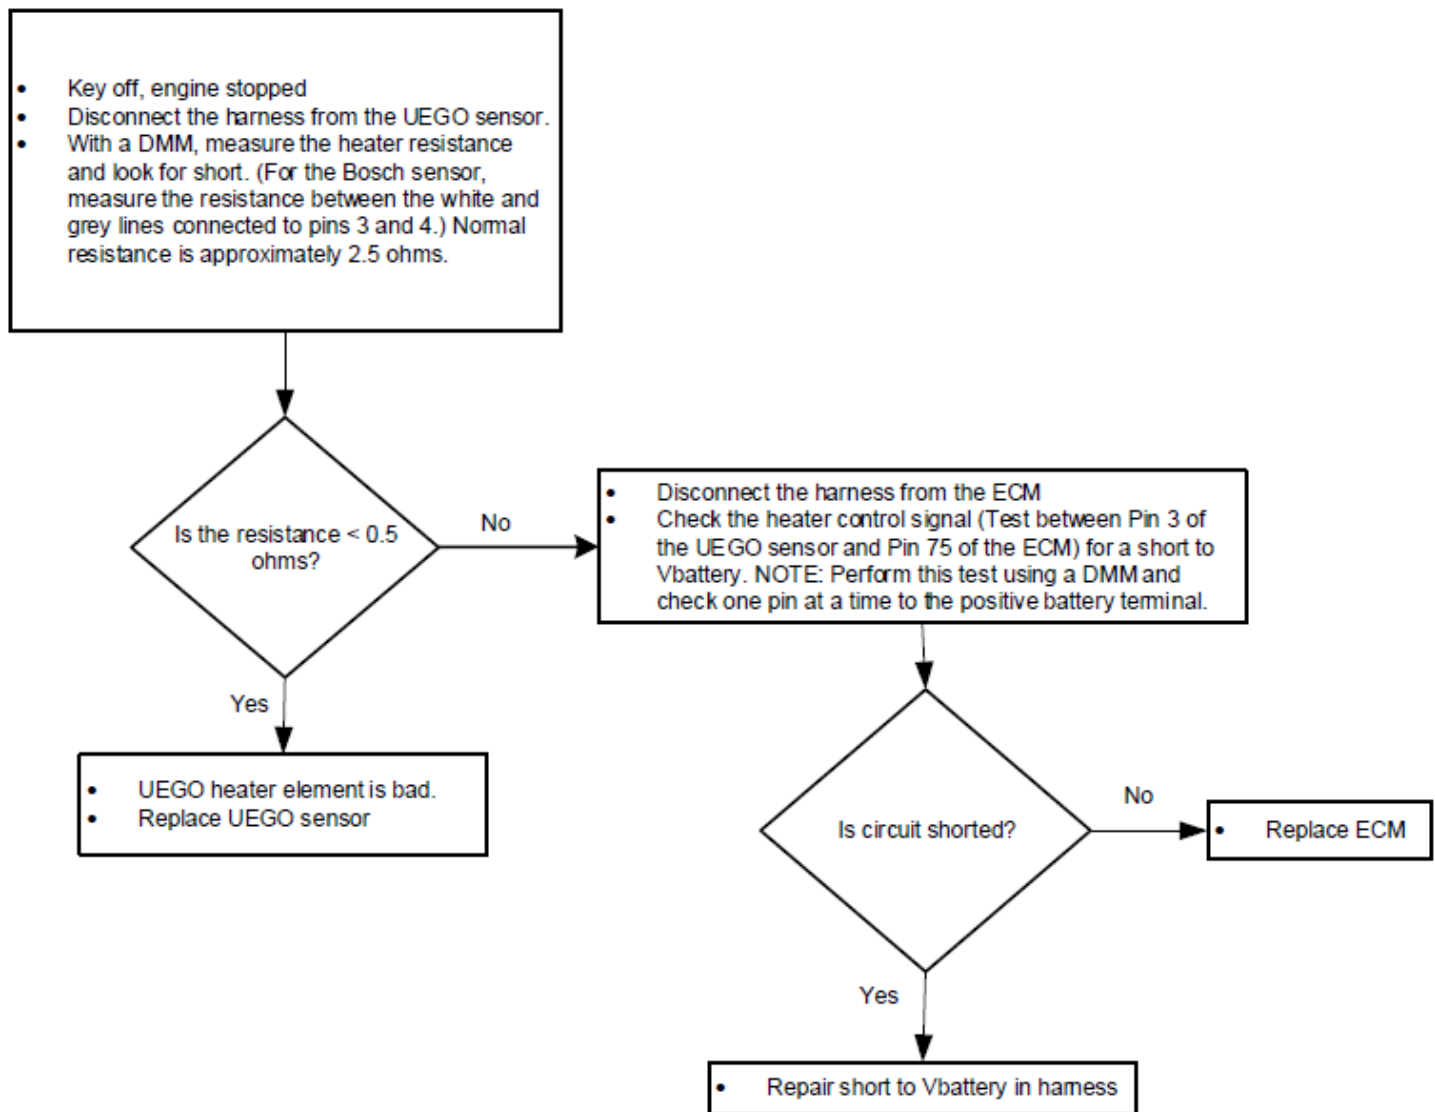 • Key off, engine stopped
• Disconnect the harness from the UEGO sensor.
• With a DMM, measure the heater resistance
and look for short. (For the Bosch sensor,
measure the resistance between the white and
grey lines connected to pins 3 and 4.) Normal
resistance is approximately 2.5 ohms.
Is the resistance < 0.5
ohms?
No
• Disconnect the harness from the ECM
• Check the heater control signal (Test between Pin 3 of
the UEGO sensor and Pin 75 of the ECM) for a short to
Vbattery. NOTE: Perform this test using a DMM and
check one pin at a time to the positive battery terminal.
Yes
• UEGO heater element is bad.
• Replace UEGO sensor
Is circuit shorted?
No
• Replace ECM
Yes
• Repair short to Vbattery in harness